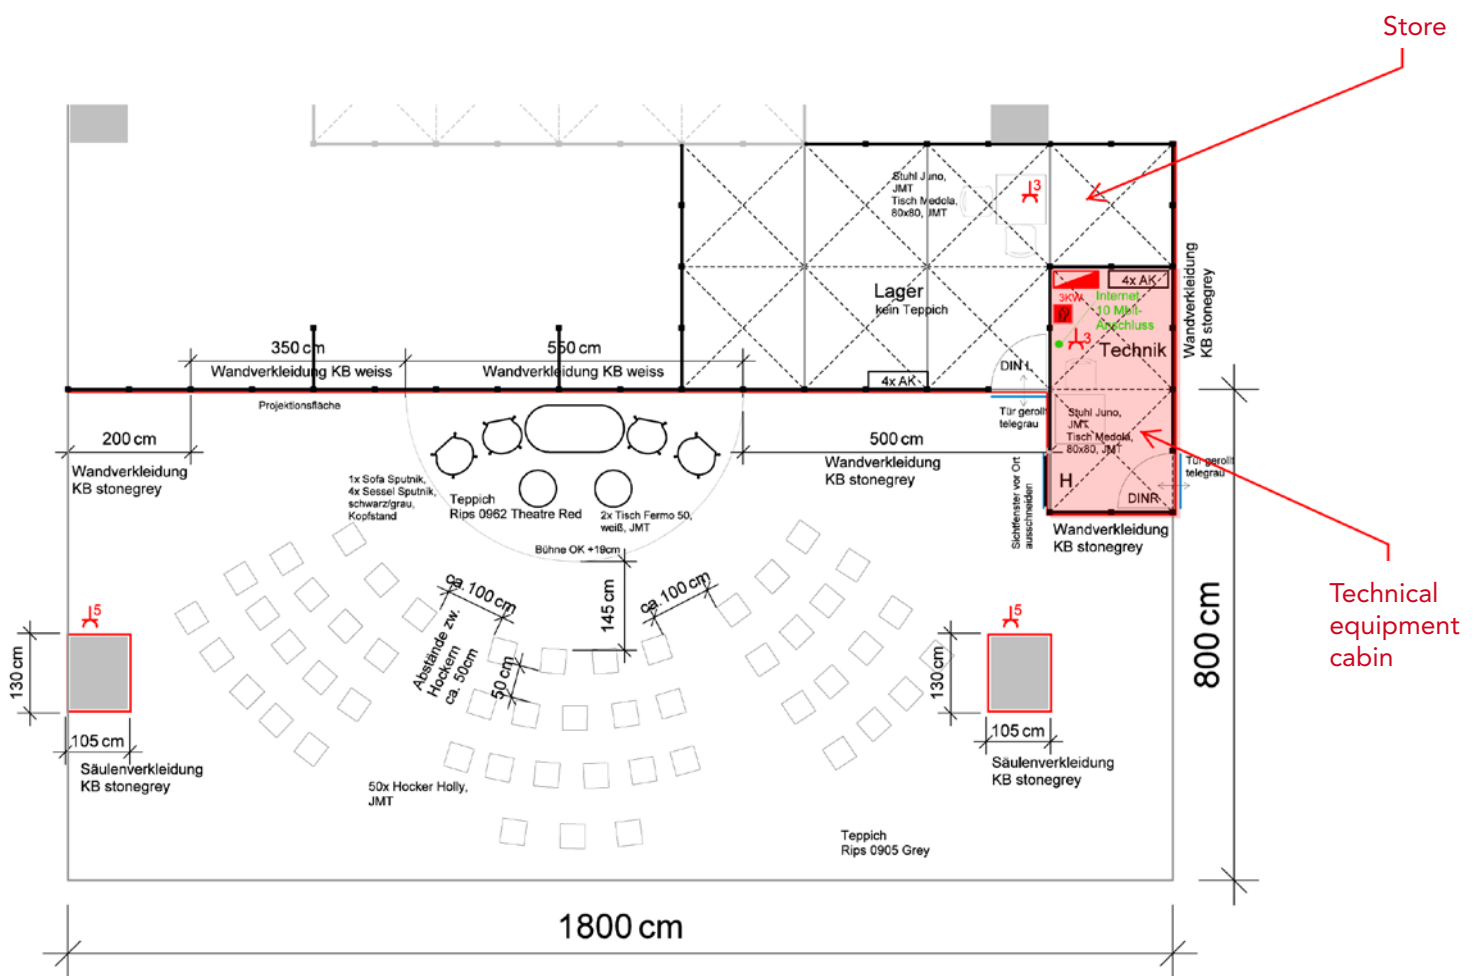 Store
Stuhl Juno,
JMT
Tisch Medola,
80x80, JMT
3
Wandverkleidung
KB stonegrey
Lager
kein Teppich
4x AK
3KW
Internet
10 Mbit-
Anschluss
3
Technik
350 cm
550 cm
Wandverkleidung KB weiss
Wandverkleidung KB weiss
DIN L
4x AK
Projektionsfläche
Tür gerollt
telegrau
Stuhl Juno,
JMT
Tisch Medola,
80x80, JMT
200 cm
500 cm
Wandverkleidung
KB stonegrey
Wandverkleidung
KB stonegrey
Tür gerollt
telegrau
H
DINR
1x Sofa Sputnik,
4x Sessel Sputnik,
schwarz/grau,
Kopfstand
Teppich
Rips 0962 Theatre Red
2x Tisch Fermo 50,
weiß, JMT
Sichtfenster vor Ort
ausschneiden
Wandverkleidung
KB stonegrey
Bühne OK +19cm
ca. 100 cm
145 cm
ca. 100 cm
Abstände zw.
Hockern
ca. 50cm
50 cm
5
5
130 cm
130 cm
800 cm
Technical
equipment
cabin
105 cm
105 cm
Säulenverkleidung
KB stonegrey
Säulenverkleidung
KB stonegrey
50x Hocker Holly,
JMT
Teppich
Rips 0905 Grey
1800 cm